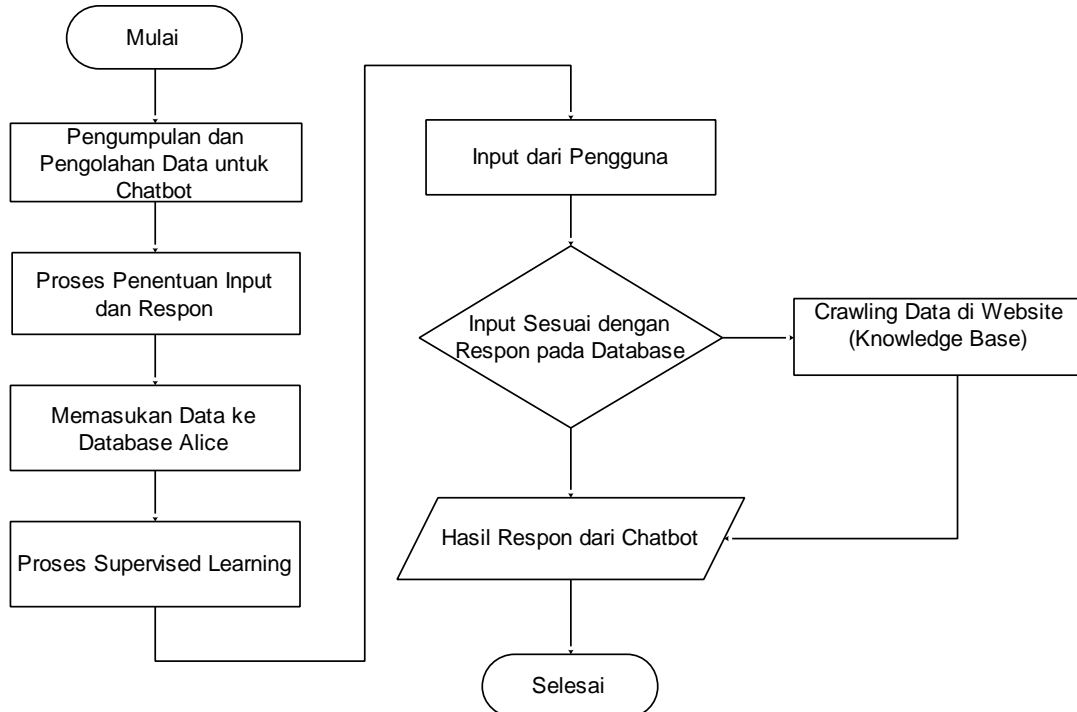 Mulai
Pengumpulan dan
Pengolahan Data untuk
Chatbot
Proses Penentuan Input
dan Respon
Memasukan Data ke
Database Alice
Proses Supervised Learning
Input dari Pengguna
Input Sesuai dengan
Respon pada Database
Crawling Data di Website
(Knowledge Base)
Hasil Respon dari Chatbot
Selesai